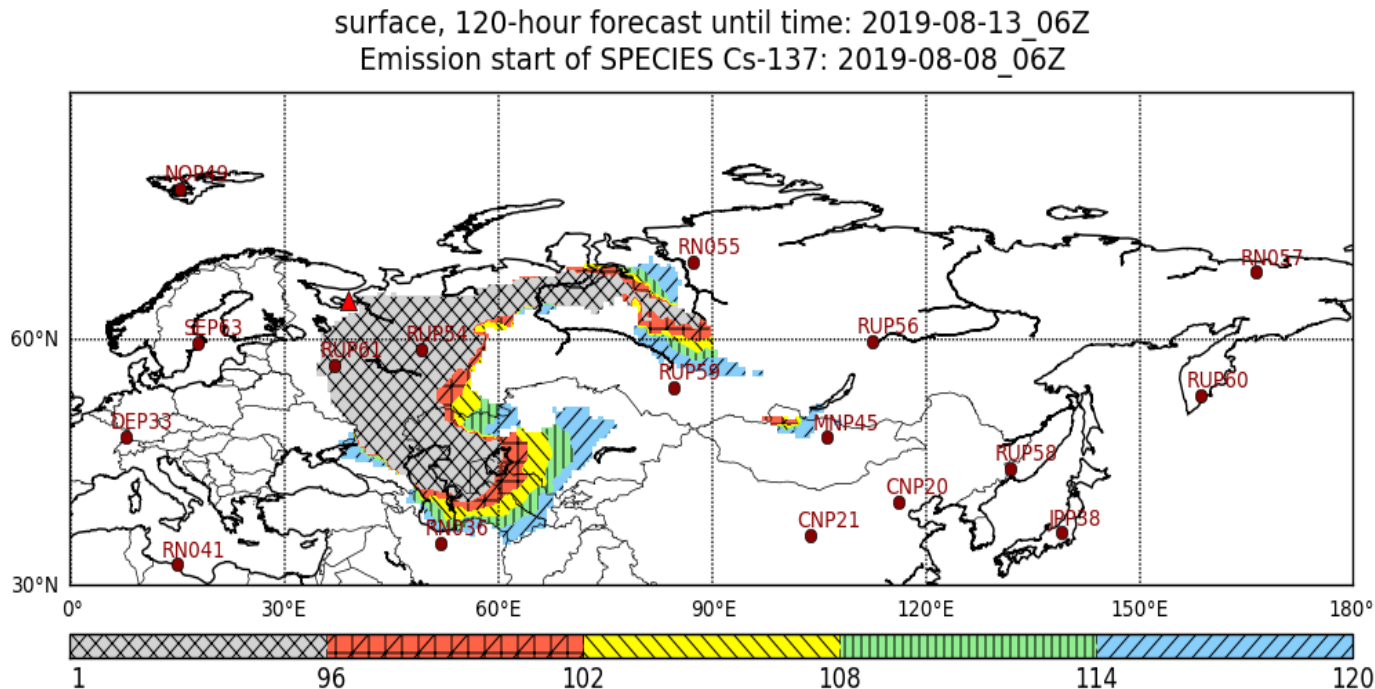 surface, 120-hour forecast until time: 2019-08-13_06Z
Emission start of SPECIES Cs-137: 2019-08-08_06Z
NOP49
RN055
RN057
60°N
SEP63
RUP61
RUP54
RUP56
RUP59
RUP60
DEP33
MNP45
RUP58
CNP20
CNP21
JPP38
RN036
RN041
30°N
0° 30°E 60°E 90°E 120°E 150°E 180°
1 96 102 108 114 120